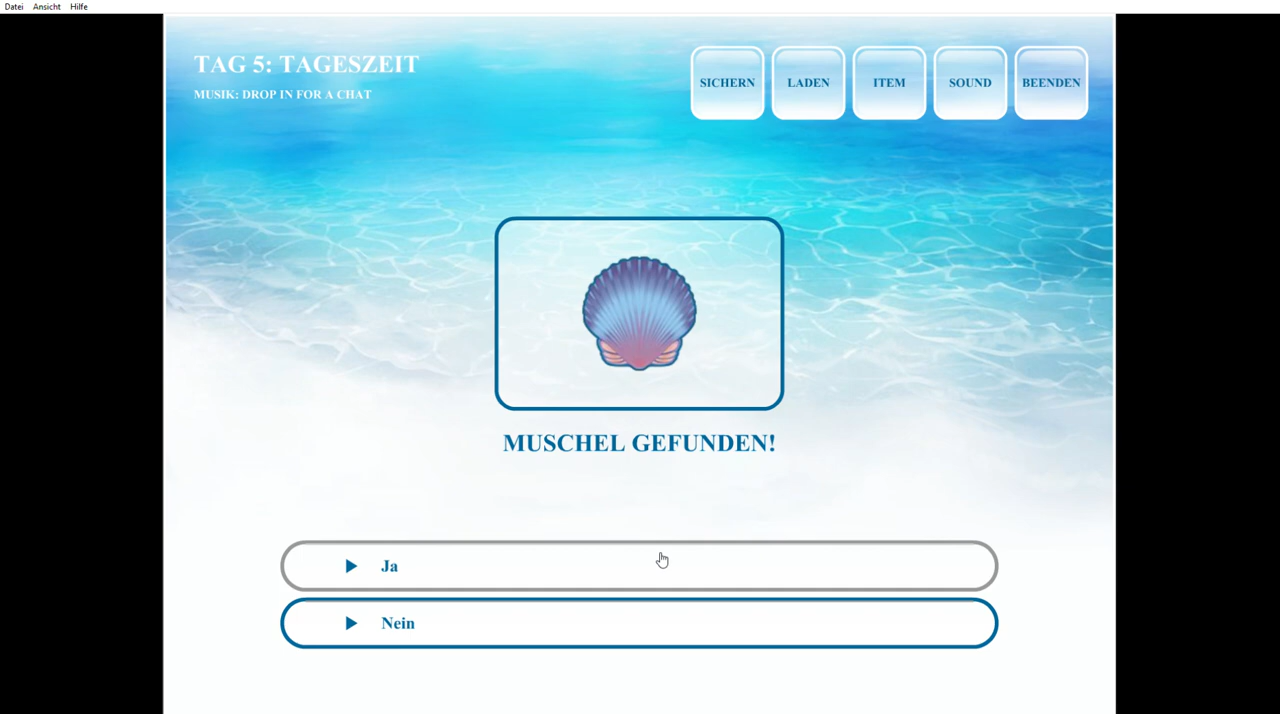 Datei Ansicht Hilfe
TAG 5: TAGESZEIT
MUSIK: DROP IN FOR A CHAT
SICHERN LADEN ITEM SOUND BEENDEN
MUSCHEL GEFUNDEN!
Ja
Nein